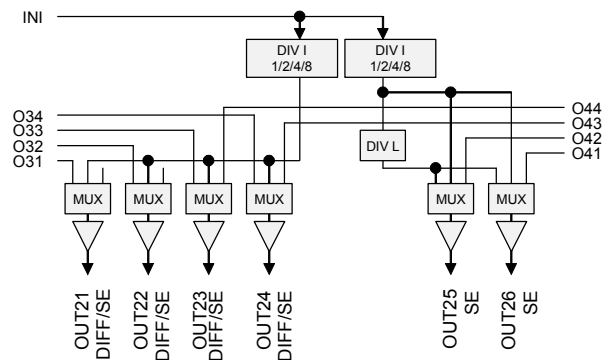 INI
DIV I
1/2/4/8
DIV I
1/2/4/8
O34
O33
O32
O31
O44
O43
O42
O41
DIV L
MUX
MUX
MUX
MUX
MUX
MUX
OUT21
DIFF/SE
OUT22
DIFF/SE
OUT23
DIFF/SE
OUT24
DIFF/SE
OUT25
SE
OUT26
SE